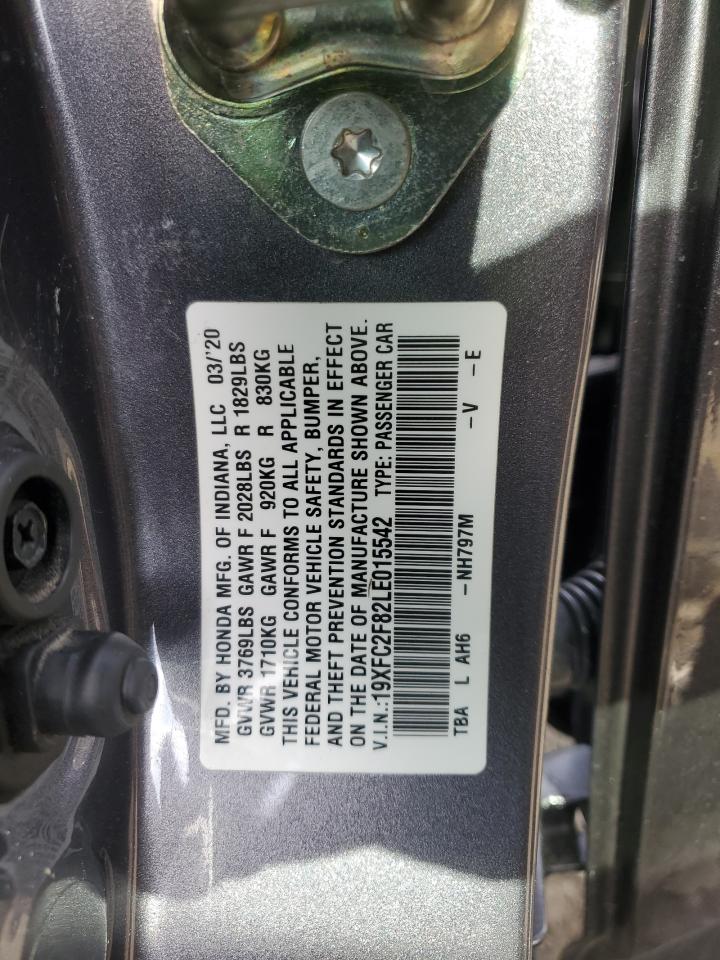 MFD. BY HONDA MFG. OF INDIANA, LLC 03/'20
GVWR 3769LBS GAWR F 2028LBS R 1829LBS
GVWR 1710KG GAWR F 920KG R 830KG
THIS VEHICLE CONFORMS TO ALL APPLICABLE
FEDERAL MOTOR VEHICLE SAFETY, BUMPER,
AND THEFT PREVENTION STANDARDS IN EFFECT
ON THE DATE OF MANUFACTURE SHOWN ABOVE.
V.I.N.:19XFC2F82LE015542 TYPE: PASSENGER CAR
TBA L AH6 -NH797M -V -E